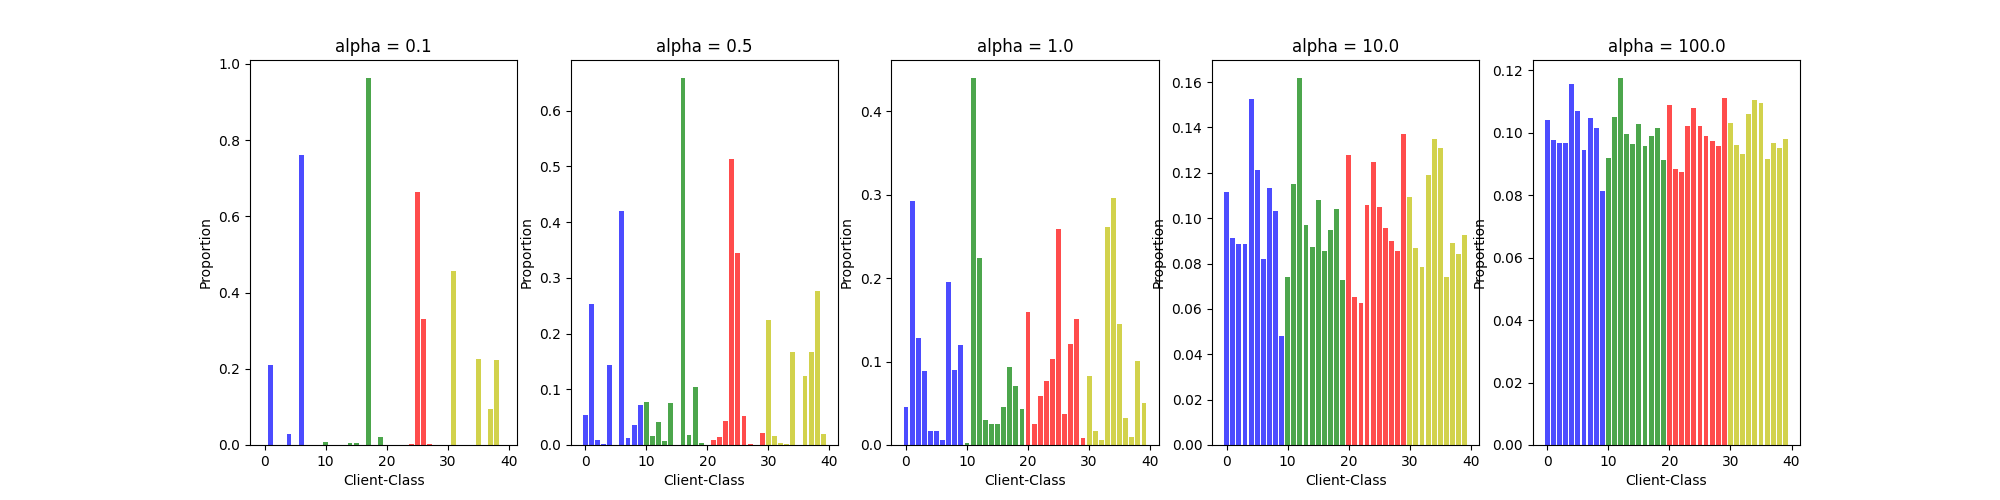 alpha = 0.1
alpha = 0.5
alpha = 1.0
alpha = 10.0
alpha = 100.0
Proportion
1.0
0.8
0.6
0.4
0.2
0.0
0 10 20 30 40
Client-Class
Proportion
0.6
0.5
0.4
0.3
0.2
0.1
0.0
0 10 20 30 40
Client-Class
Proportion
0.4
0.3
0.2
0.1
0.0
0 10 20 30 40
Client-Class
Proportion
0.16
0.14
0.12
0.10
0.08
0.06
0.04
0.02
0.00
0 10 20 30 40
Client-Class
Proportion
0.12
0.10
0.08
0.06
0.04
0.02
0.00
0 10 20 30 40
Client-Class